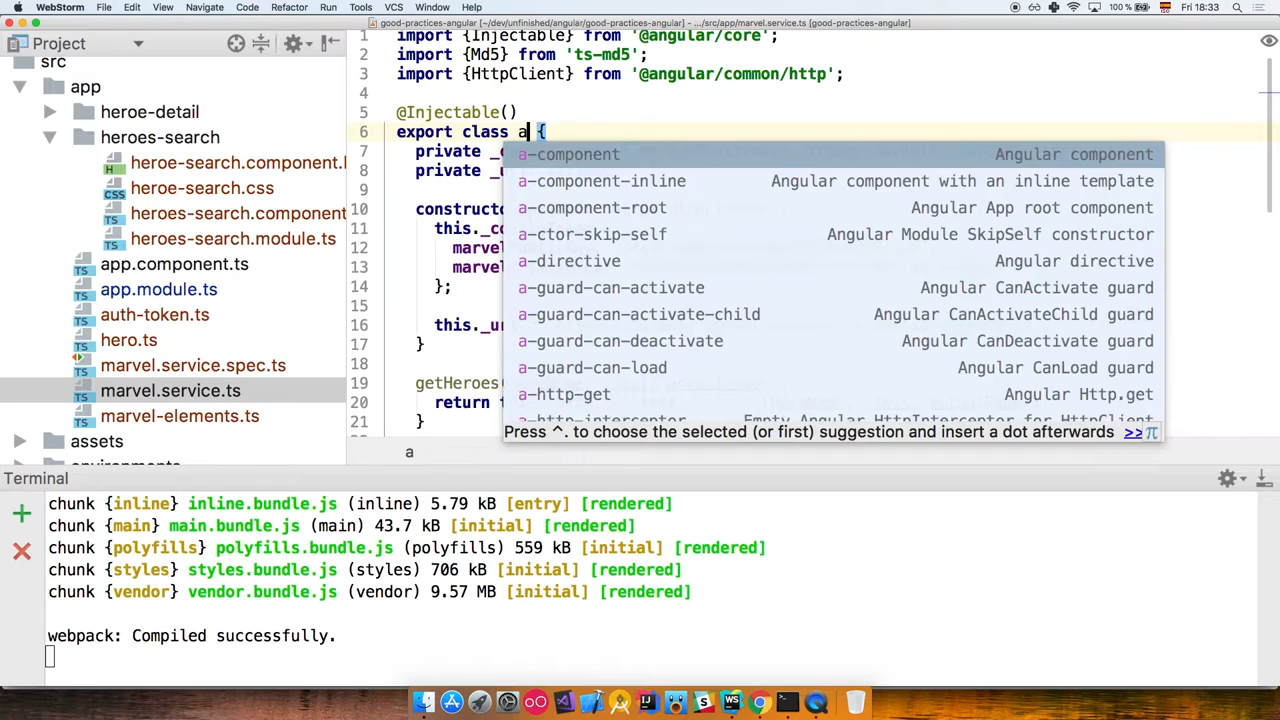 WebStorm File Edit View Navigate Code Refactor Run Tools VCS Window 100 % Fri 18:33
good-practices-angular [~/dev/unfinished/angular/good-practices-angular] - .../src/app/marvel.service.ts [good-practices-angular]
Project
src
app
heroe-detail
heroes-search
heroe-search.component.
heroe-search.css
heroes-search.component
heroes-search.module.ts
app.component.ts
app.module.ts
auth-token.ts
hero.ts
marvel.service.spec.ts
marvel.service.ts
marvel-elements.ts
assets
environments
1 import {Injectable} from '@angular/core';
2 import {Md5} from 'ts-md5';
3 import {HttpClient} from '@angular/common/http';
4
5 @Injectable()
6 export class a {
7 private _c
8 private _u
9
10 constructo
11 this._co
12 marvel
13 marvel
14 };
15
16 this._ur
17 }
18
19 getHeroes(
20 return t
21 }
a-component Angular component
a-component-inline Angular component with an inline template
a-component-root Angular App root component
a-ctor-skip-self Angular Module SkipSelf constructor
a-directive Angular directive
a-guard-can-activate Angular CanActivate guard
a-guard-can-activate-child Angular CanActivateChild guard
a-guard-can-deactivate Angular CanDeactivate guard
a-guard-can-load Angular CanLoad guard
a-http-get Angular Http.get
a-http-interceptor Empty Angular HttpInterceptor for HttpClient
Press ^. to choose the selected (or first) suggestion and insert a dot afterwards >> π
a
Terminal
chunk {inline} inline.bundle.js (inline) 5.79 kB [entry] [rendered]
chunk {main} main.bundle.js (main) 43.7 kB [initial] [rendered]
chunk {polyfills} polyfills.bundle.js (polyfills) 559 kB [initial] [rendered]
chunk {styles} styles.bundle.js (styles) 706 kB [initial] [rendered]
chunk {vendor} vendor.bundle.js (vendor) 9.57 MB [initial] [rendered]
webpack: Compiled successfully.